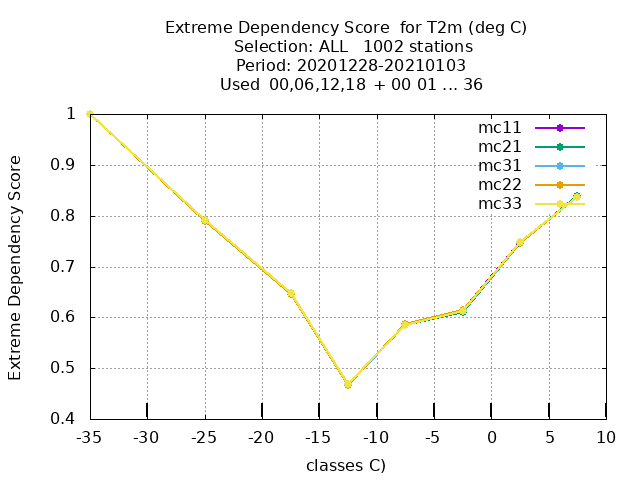 Extreme Dependency Score  for T2m (deg C)
Selection: ALL   1002 stations
Period: 20201228-20210103
Used  00,06,12,18  + 00 01 ... 36
mc11
mc21
mc31
mc22
mc33
1
0.9
0.8
0.7
0.6
0.5
0.4
Extreme Dependency Score
-35 -30 -25 -20 -15 -10 -5 0 5 10
classes C)